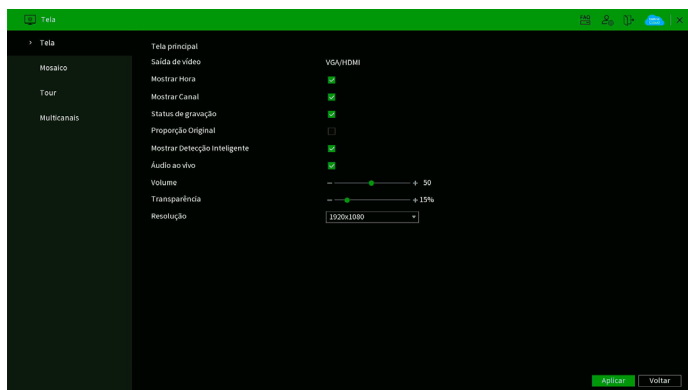 Tela
Tela
Mosaico
Tour
Multicanais
Tela principal
Saída de vídeo VGA/HDMI
Mostrar Hora
Mostrar Canal
Status de gravação
Proporção Original
Mostrar Detecção Inteligente
Áudio ao vivo
Volume 50
Transparência 15%
Resolução 1920x1080
Aplicar Voltar